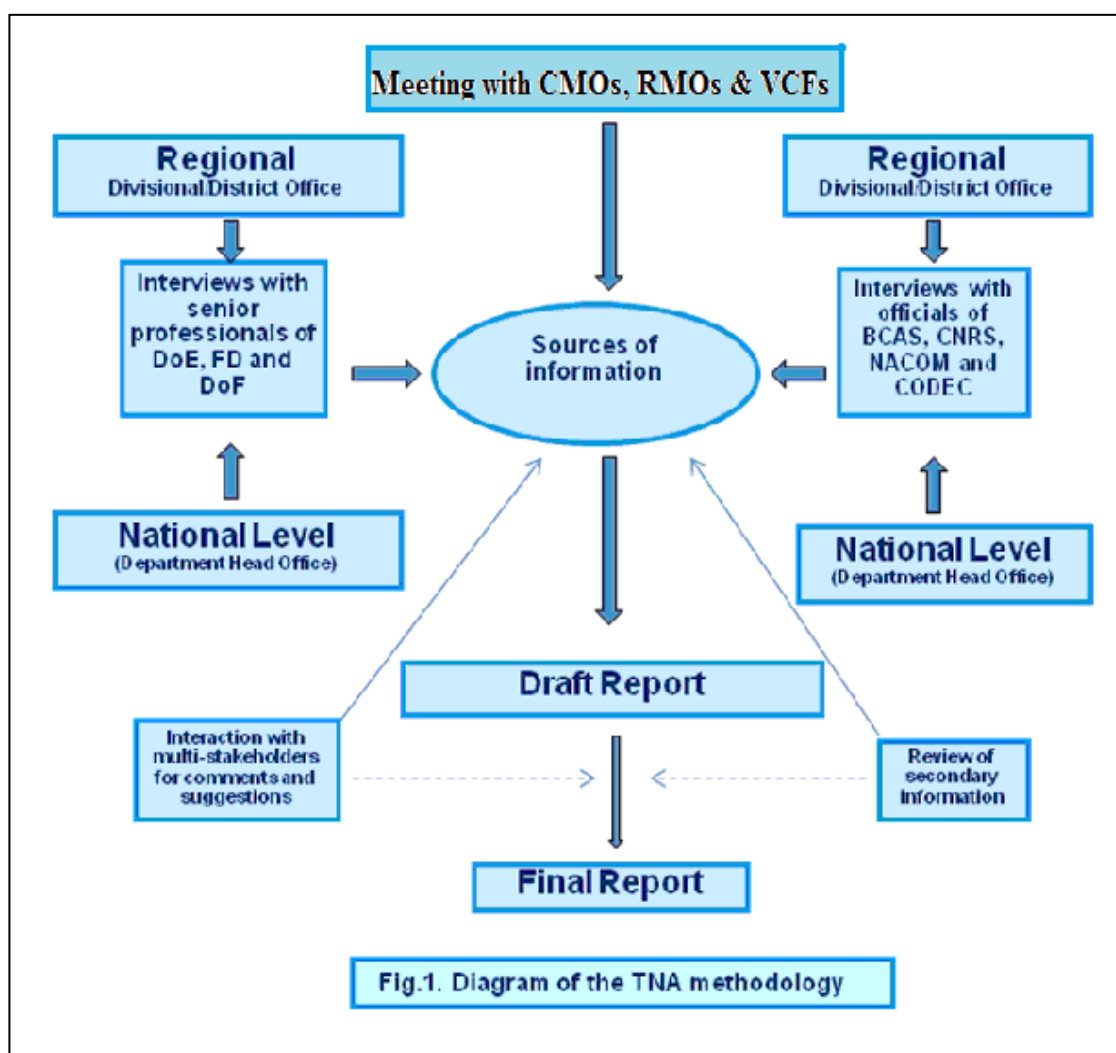 Meeting with CMOs, RMOs & VCFs
Regional
Divisional/District Office
Regional
Divisional/District Office
Interviews with
senior
professionals of
DoE, FD and
DoF
Sources of
information
Interviews with
officials of
BCAS, CNRS,
NACOM and
CODEC
National Level
(Department Head Office)
National Level
(Department Head Office)
Draft Report
Interaction with
multi-stakeholders
for comments and
suggestions
Review of
secondary
information
Final Report
Fig.1. Diagram of the TNA methodology